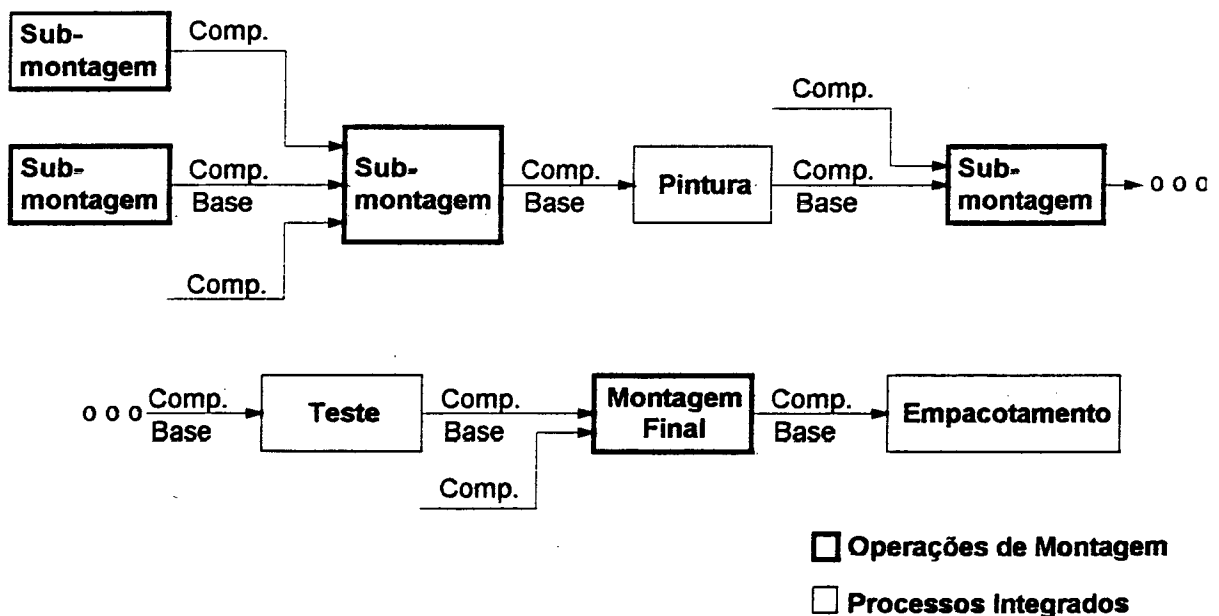 Sub-
montagem
Comp.
Sub-
montagem
Comp.
Base
Comp.
Sub-
montagem
Comp.
Base
Pintura
Comp.
Comp.
Base
Sub-
montagem
o o o
o o o
Comp.
Base
Teste
Comp.
Base
Comp.
Montagem
Final
Comp.
Base
Empacotamento
Operações de Montagem
Processos Integrados